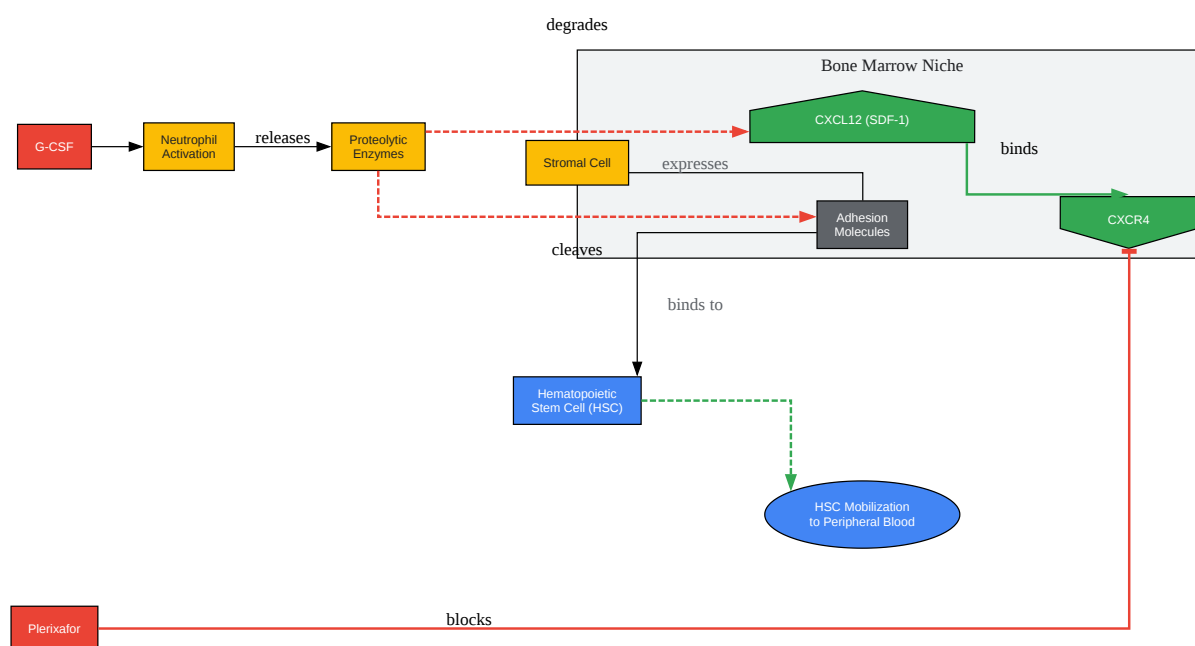 degrades
Bone Marrow Niche
CXCL12 (SDF-1)
G-CSF
Neutrophil
Activation
releases
Proteolytic
Enzymes
Stromal Cell
expresses
binds
Adhesion
Molecules
CXCR4
cleaves
binds to
Hematopoietic
Stem Cell (HSC)
HSC Mobilization
to Peripheral Blood
Plerixafor
blocks